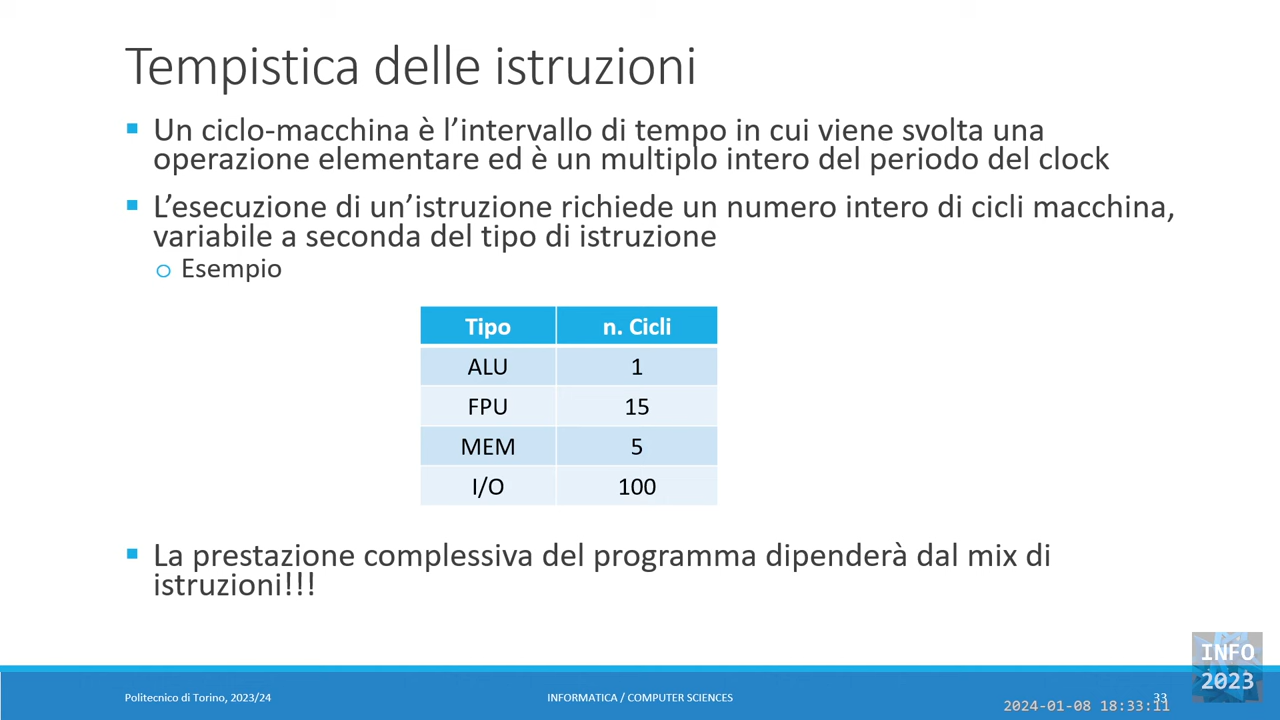 Tempistica delle istruzioni
▪ Un ciclo-macchina è l’intervallo di tempo in cui viene svolta una
operazione elementare ed è un multiplo intero del periodo del clock
▪ L’esecuzione di un’istruzione richiede un numero intero di cicli macchina,
variabile a seconda del tipo di istruzione
o Esempio
Tipo n. Cicli
ALU 1
FPU 15
MEM 5
I/O 100
▪ La prestazione complessiva del programma dipenderà dal mix di
istruzioni!!!
INFO
2023
Politecnico di Torino, 2023/24 INFORMATICA / COMPUTER SCIENCES 33
2024-01-08 18:33:11